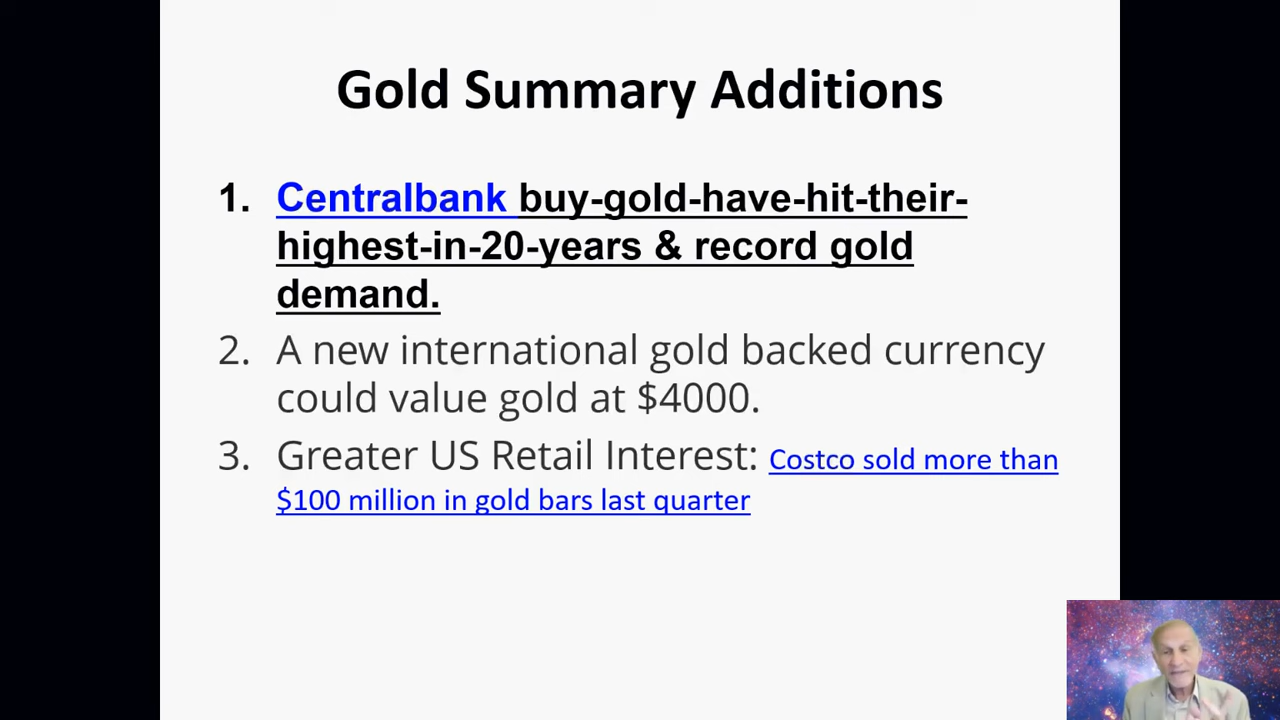 Gold Summary Additions
1. Centralbank buy-gold-have-hit-their-
highest-in-20-years & record gold
demand.
2. A new international gold backed currency
could value gold at $4000.
3. Greater US Retail Interest: Costco sold more than
$100 million in gold bars last quarter